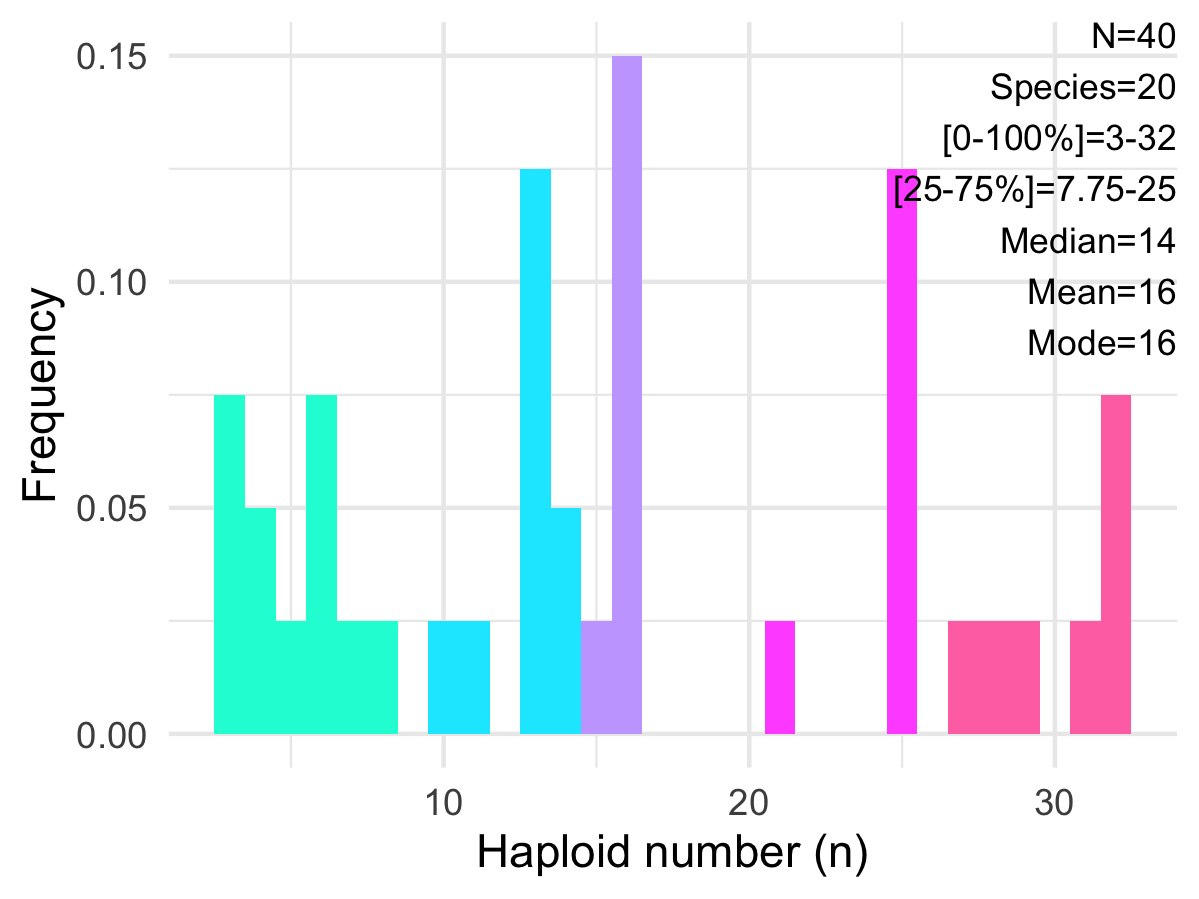 N=40
0.15
Species=20
[0-100%]=3-32
[25-75%]=7.75-25
Median=14
0.10
Mean=16
Mode=16
Frequency
0.05
0.00
10
20
30
Haploid number (n)